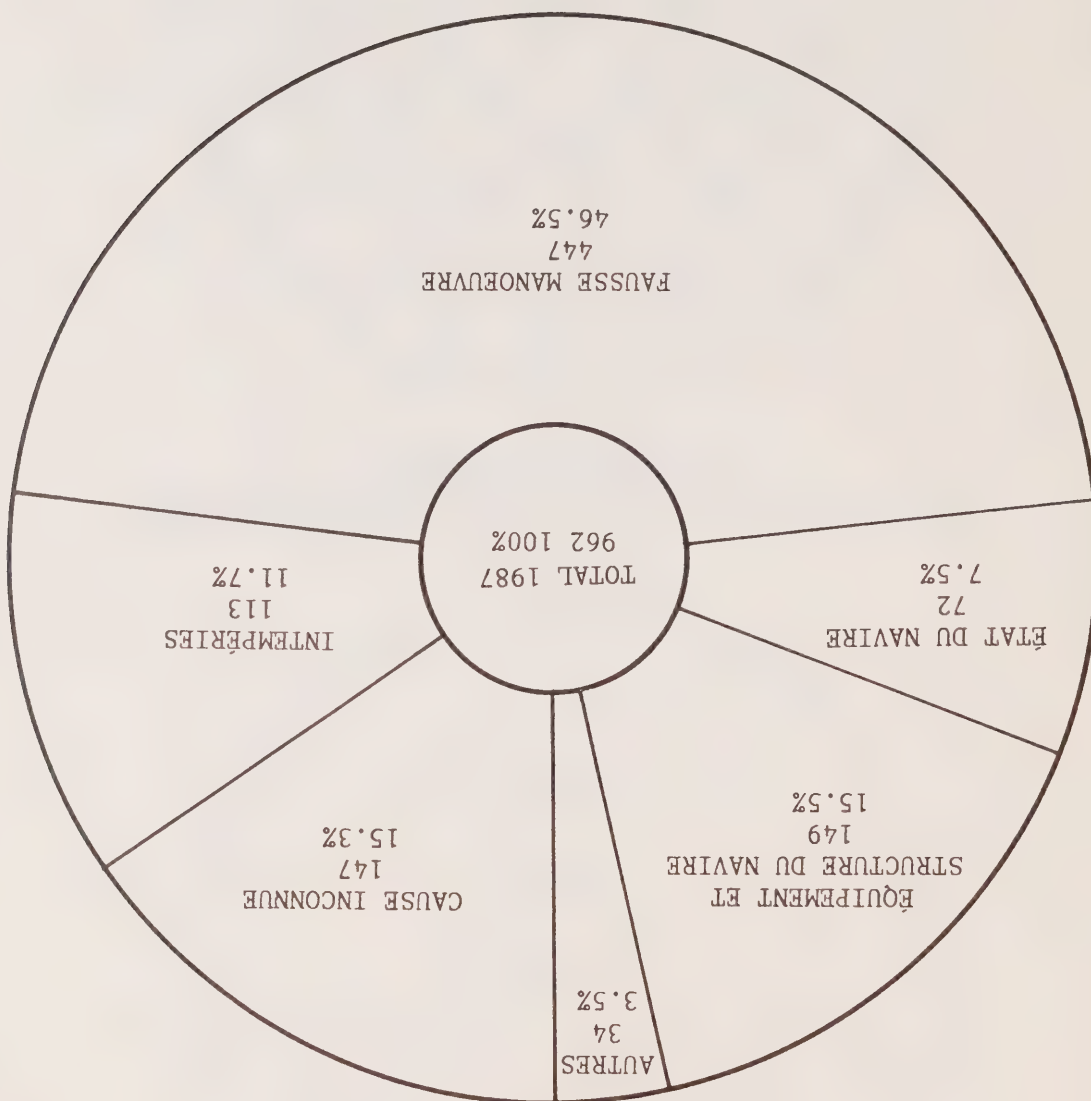 AUTRES
34
3.5%
ÉQUIPEMENT ET
STRUCTURE DU NAVIRE
149
15.5%
CAUSE INCONNUE
147
15.3%
ÉTAT DU NAVIRE
72
7.5%
INTEMPÉRIES
113
11.7%
TOTAL 1987
962 100%
FAUSSE MANOEUVRE
447
46.5%